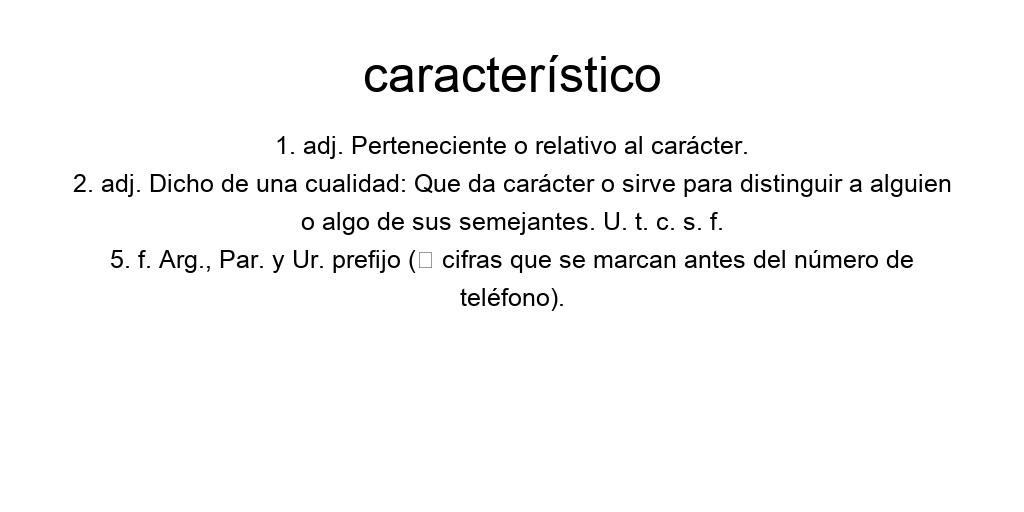 característico
1. adj. Perteneciente o relativo al carácter.
2. adj. Dicho de una cualidad: Que da carácter o sirve para distinguir a alguien
o algo de sus semejantes. U. t. c. s. f.
5. f. Arg., Par. y Ur. prefijo (▯ cifras que se marcan antes del número de
teléfono).